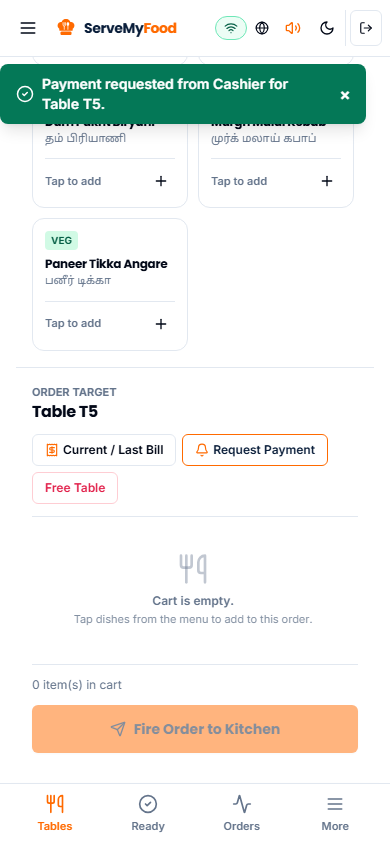 ServeMyFood
Payment requested from Cashier for
Table T5.
தம் பிரியாணி
முர்க் மலாய் கபாப்
Tap to add
Tap to add
VEG
Paneer Tikka Angare
பனீர் டிக்கா
Tap to add
ORDER TARGET
Table T5
Current / Last Bill
Request Payment
Free Table
Cart is empty.
Tap dishes from the menu to add to this order.
0 item(s) in cart
Fire Order to Kitchen
Tables
Ready
Orders
More